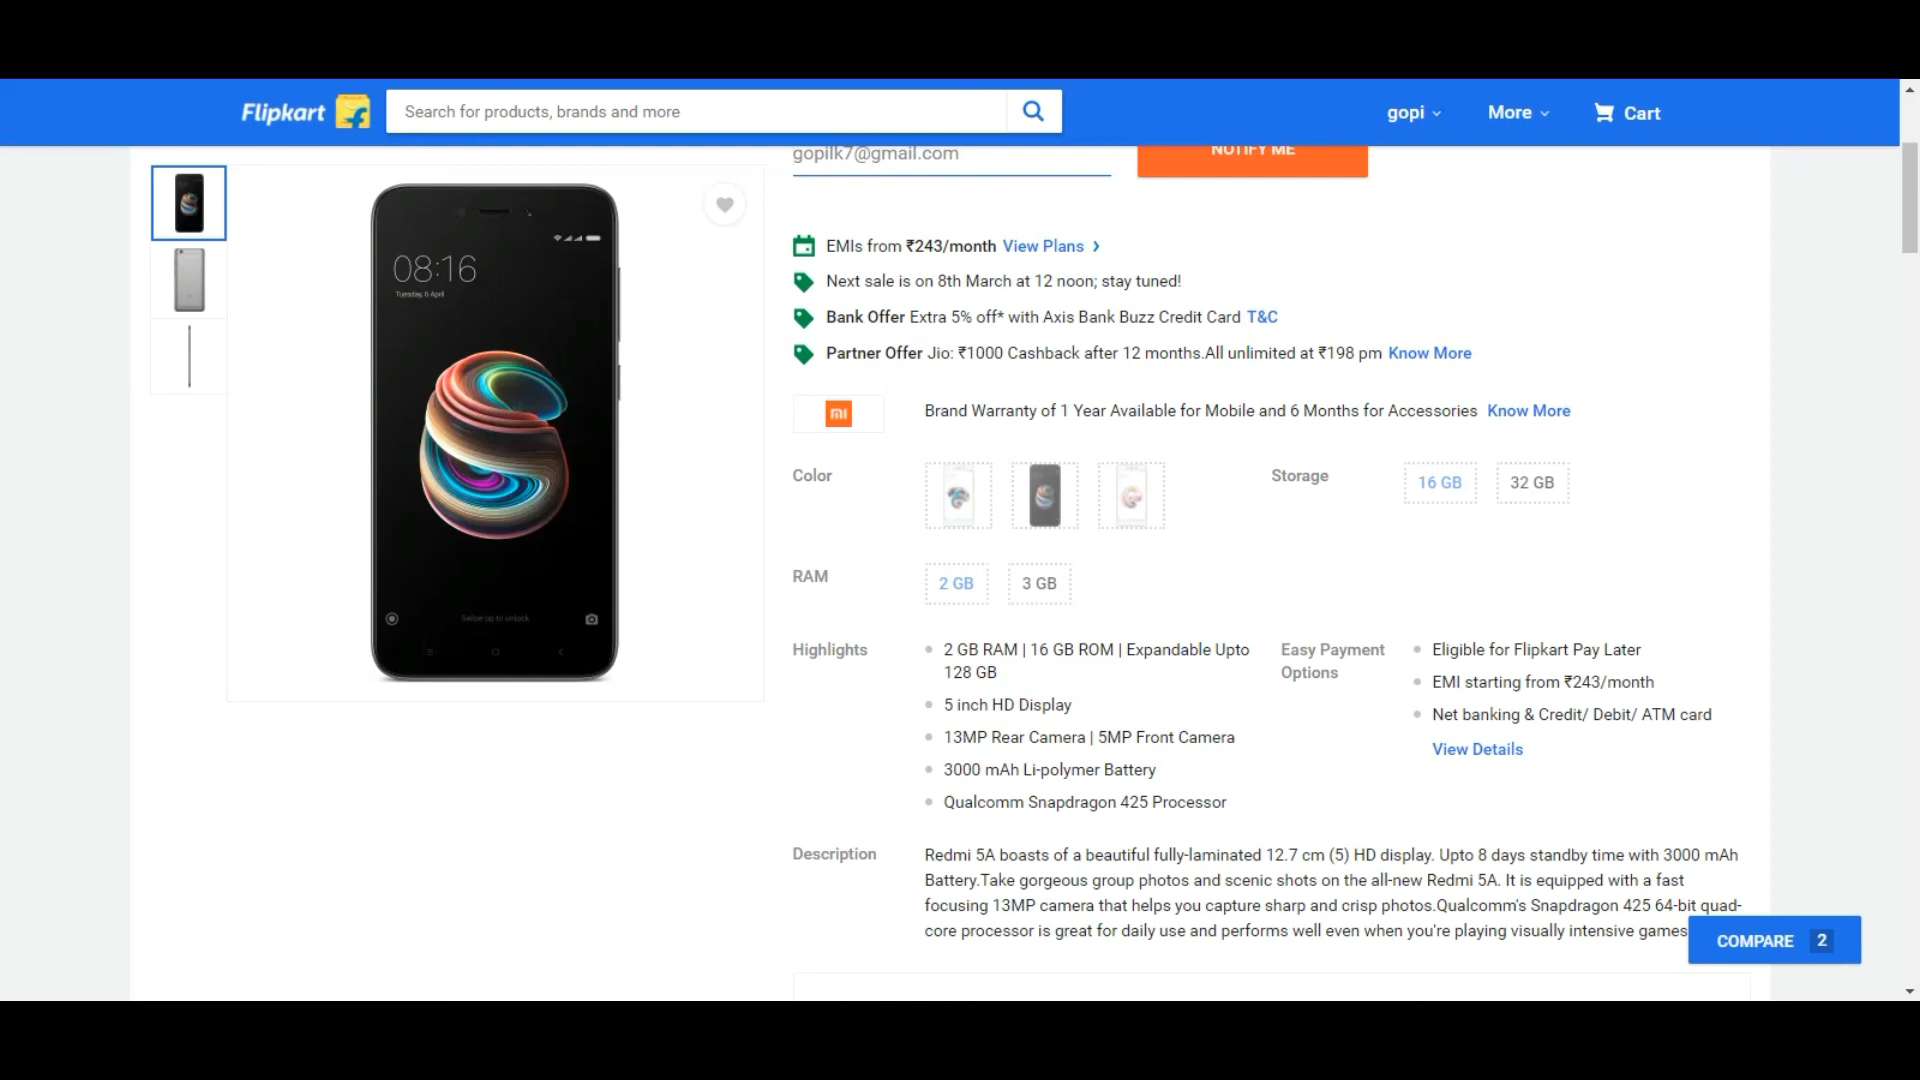 Flipkart
Search for products, brands and more
gopi
More
Cart
gopilk7@gmail.com
NOTIFY ME
08:16
Tuesday, 6 April
Swipe up to unlock
EMIs from ₹243/month View Plans
Next sale is on 8th March at 12 noon; stay tuned!
Bank Offer Extra 5% off* with Axis Bank Buzz Credit Card T&C
Partner Offer Jio: ₹1000 Cashback after 12 months.All unlimited at ₹198 pm Know More
mi
Brand Warranty of 1 Year Available for Mobile and 6 Months for Accessories Know More
Color
Storage
16 GB
32 GB
RAM
2 GB
3 GB
Highlights
2 GB RAM | 16 GB ROM | Expandable Upto
128 GB
5 inch HD Display
13MP Rear Camera | 5MP Front Camera
3000 mAh Li-polymer Battery
Qualcomm Snapdragon 425 Processor
Easy Payment
Options
Eligible for Flipkart Pay Later
EMI starting from ₹243/month
Net banking & Credit/ Debit/ ATM card
View Details
Description
Redmi 5A boasts of a beautiful fully-laminated 12.7 cm (5) HD display. Upto 8 days standby time with 3000 mAh
Battery.Take gorgeous group photos and scenic shots on the all-new Redmi 5A. It is equipped with a fast
focusing 13MP camera that helps you capture sharp and crisp photos.Qualcomm's Snapdragon 425 64-bit quad-
core processor is great for daily use and performs well even when you're playing visually intensive games
COMPARE 2